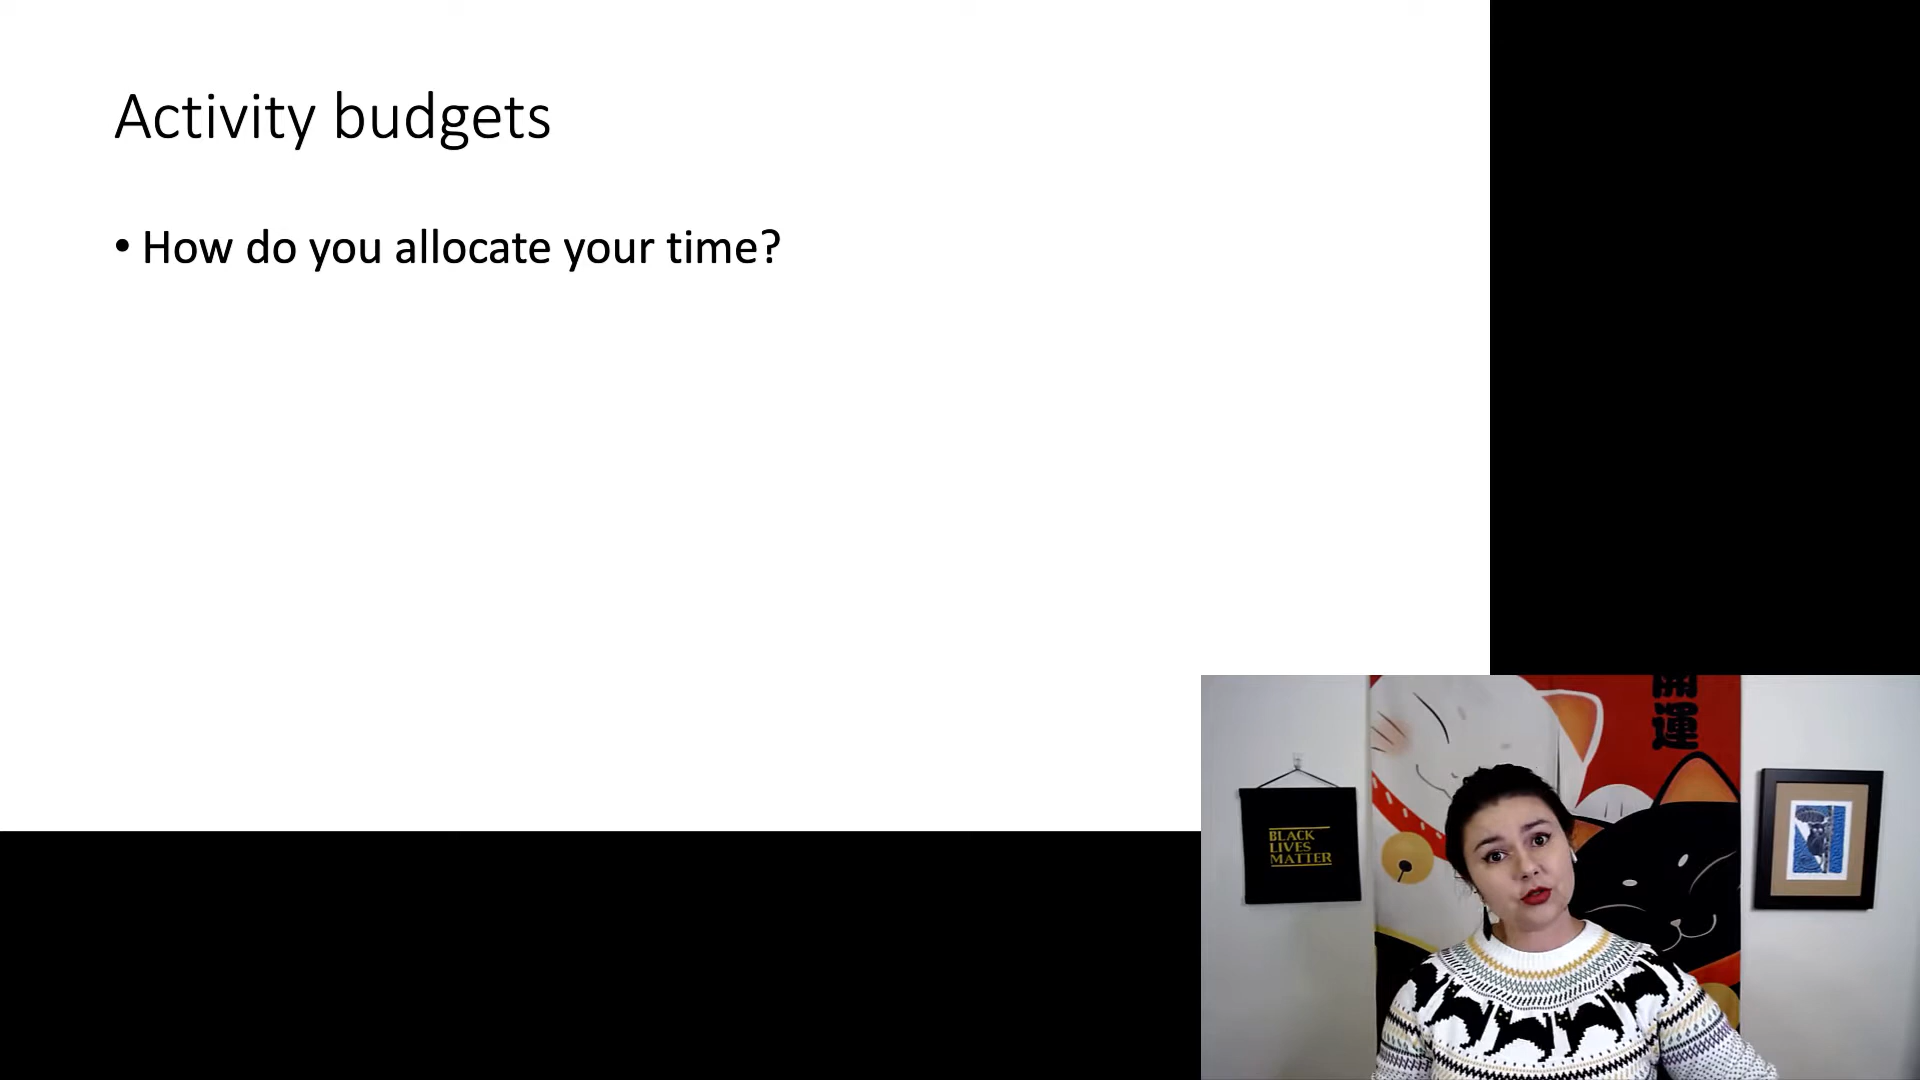 Activity budgets
• How do you allocate your time?
開運
BLACK
LIVES
MATTER